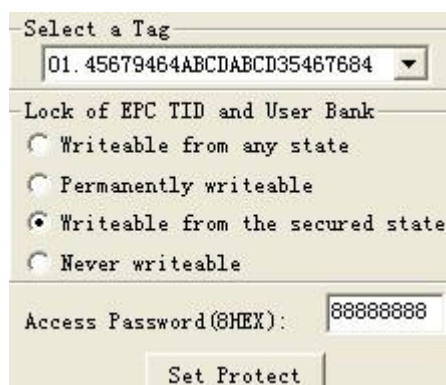 Select a Tag
01.45679464ABCDABCD35467684
Lock of EPC TID and User Bank
Writeable from any state
Permanently writeable
Writeable from the secured state
Never writeable
Access Password(8HEX): 88888888
Set Protect